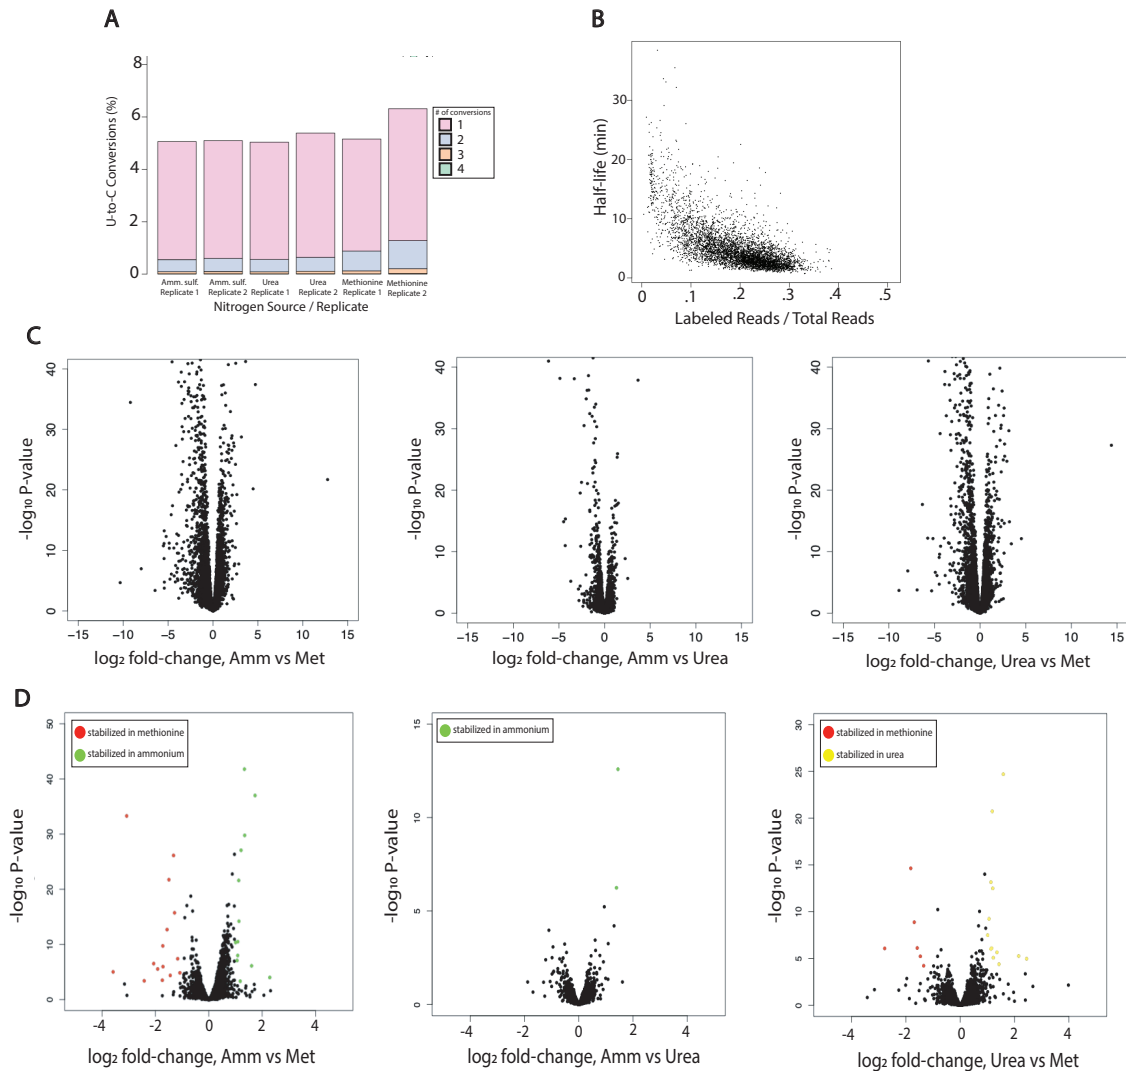 A
U-to-C Conversions (%)
8
6
4
2
0
# of conversions
1
2
3
4
Amm. sulf. Replicate 1
Amm. sulf. Replicate 2
Urea Replicate 1
Urea Replicate 2
Methionine Replicate 1
Methionine Replicate 2
Nitrogen Source / Replicate
B
Half-life (min)
30
20
10
0
0 .1 .2 .3 .4 .5
Labeled Reads / Total Reads
C
-log₁₀ P-value
40
30
20
10
0
−15 −10 −5 0 5 10 15
log₂ fold-change, Amm vs Met
-log₁₀ P-value
40
30
20
10
0
−15 −10 −5 0 5 10 15
log₂ fold-change, Amm vs Urea
-log₁₀ P-value
40
30
20
10
0
−15 −10 −5 0 5 10 15
log₂ fold-change, Urea vs Met
D
-log₁₀ P-value
50
40
30
20
10
0
stabilized in methionine
stabilized in ammonium
-4 -2 0 2 4
log₂ fold-change, Amm vs Met
-log₁₀ P-value
15
10
5
0
stabilized in ammonium
-4 -2 0 2 4
log₂ fold-change, Amm vs Urea
-log₁₀ P-value
30
25
20
15
10
5
0
stabilized in methionine
stabilized in urea
-4 -2 0 2 4
log₂ fold-change, Urea vs Met